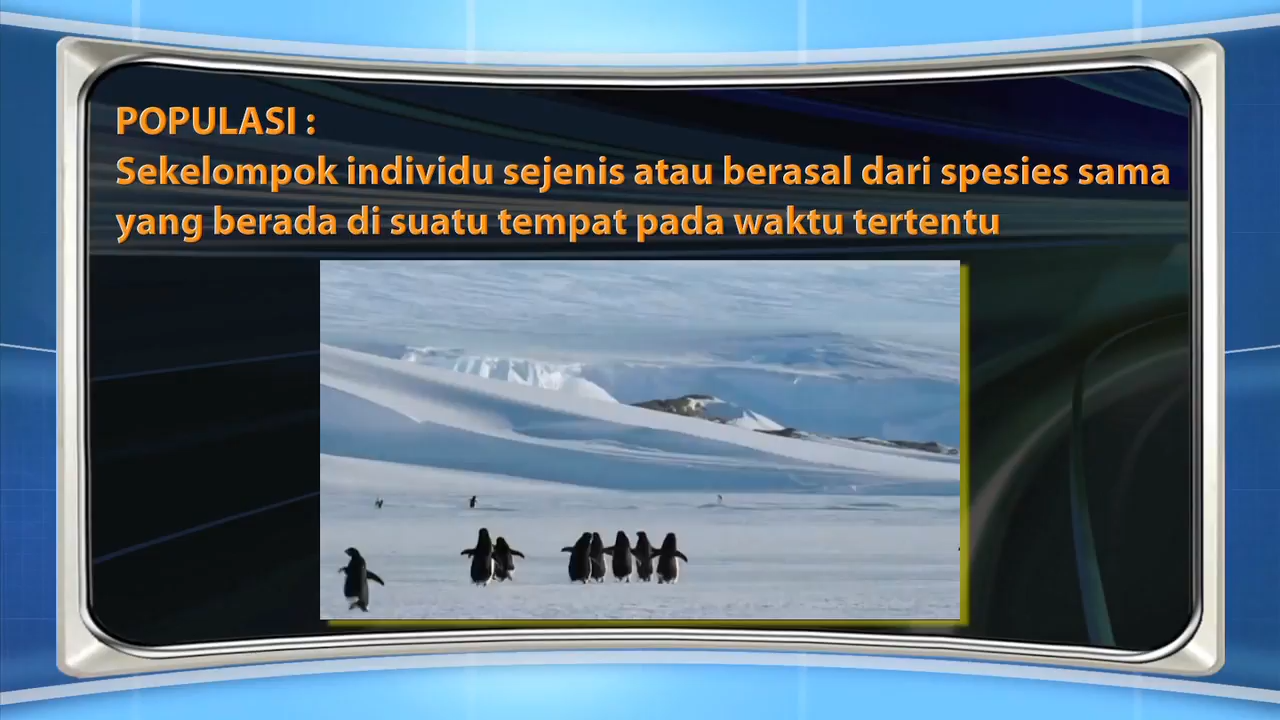 POPULASI :
Sekelompok individu sejenis atau berasal dari spesies sama
yang berada di suatu tempat pada waktu tertentu